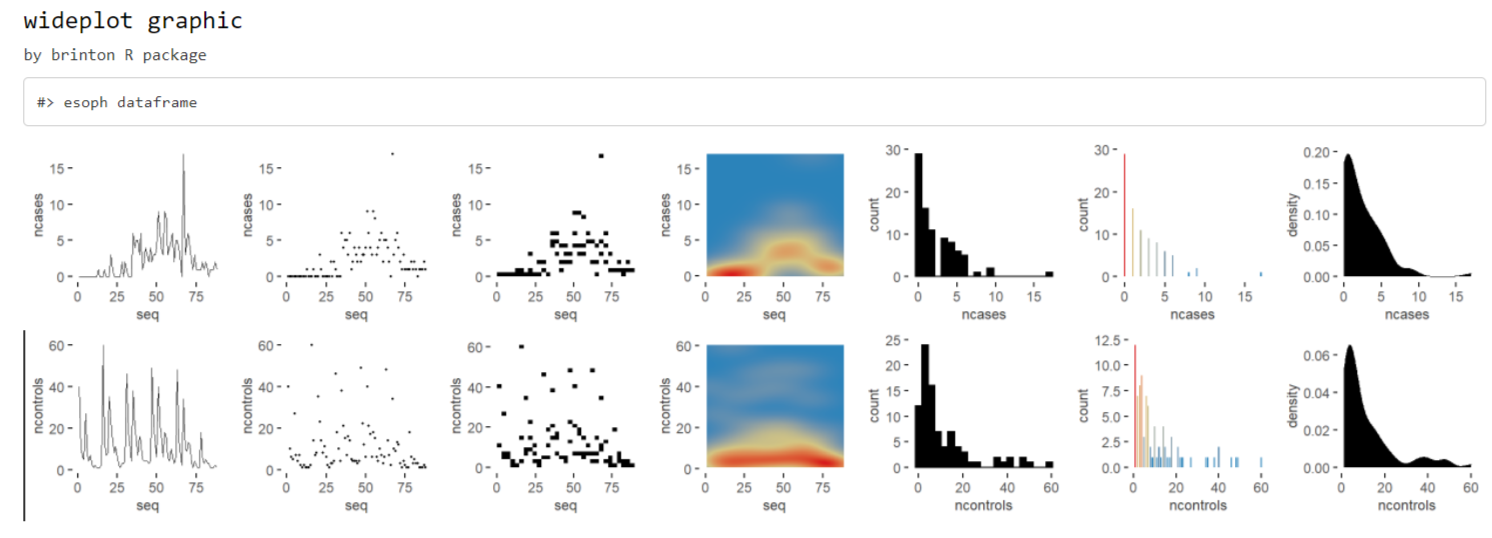 wideplot graphic
by brinton R package
#> esoph dataframe
ncases
15
10
5
0
0 25 50 75
seq
ncases
15
10
5
0
0 25 50 75
seq
ncases
15
10
5
0
0 25 50 75
seq
ncases
15
10
5
0
0 25 50 75
seq
count
30
20
10
0
0 5 10 15
ncases
count
30
20
10
0
0 5 10 15
ncases
density
0.20
0.15
0.10
0.05
0.00
0 5 10 15
ncases
ncontrols
60
40
20
0
0 25 50 75
seq
ncontrols
60
40
20
0
0 25 50 75
seq
ncontrols
60
40
20
0
0 25 50 75
seq
ncontrols
60
40
20
0
0 25 50 75
seq
count
25
20
15
10
5
0
0 20 40 60
ncontrols
count
12.5
10.0
7.5
5.0
2.5
0.0
0 20 40 60
ncontrols
density
0.06
0.04
0.02
0.00
0 20 40 60
ncontrols